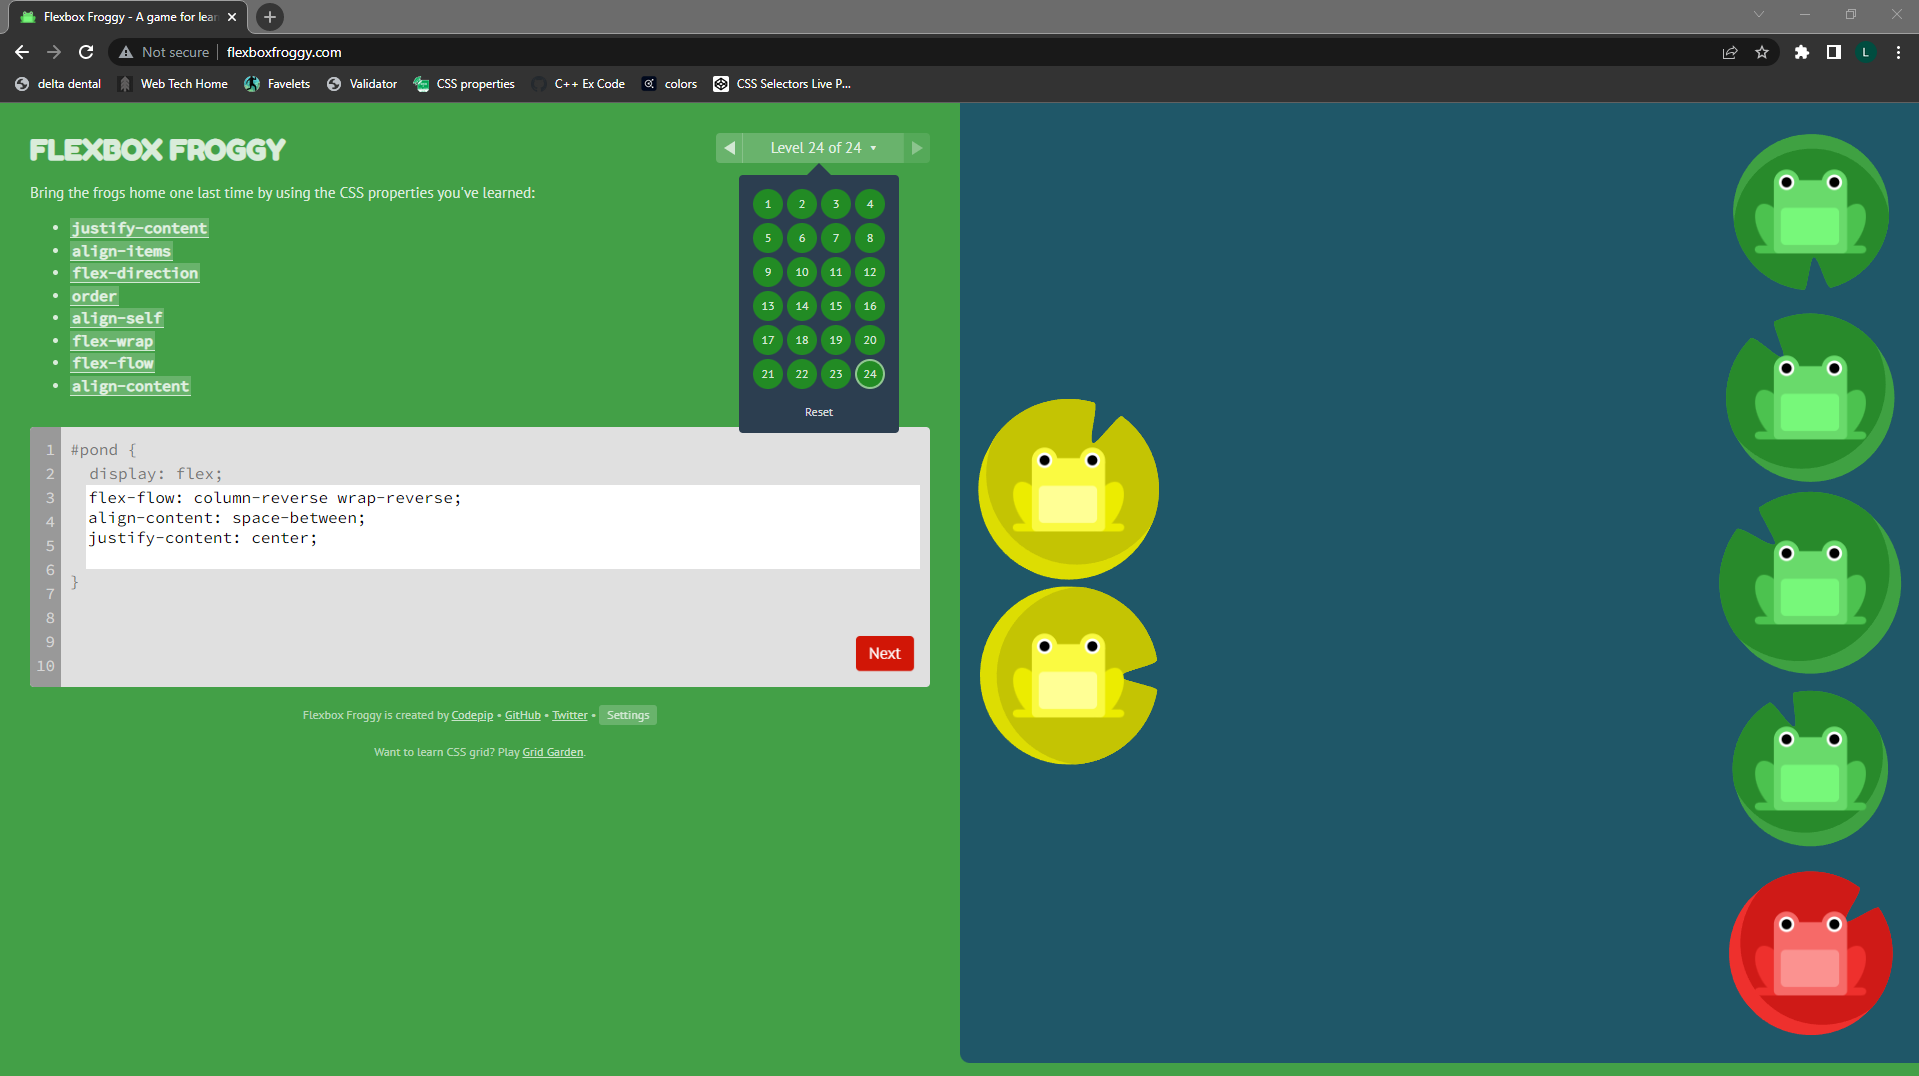 Flexbox Froggy - A game for lear
Not secure
flexboxfroggy.com
L
delta dental
Web Tech Home
Favelets
Validator
CSS properties
C++ Ex Code
colors
CSS Selectors Live P...
FLEXBOX FROGGY
Level 24 of 24
Bring the frogs home one last time by using the CSS properties you've learned:
justify-content
align-items
flex-direction
order
align-self
flex-wrap
flex-flow
align-content
1 2 3 4
5 6 7 8
9 10 11 12
13 14 15 16
17 18 19 20
21 22 23 24
Reset
1 #pond {
2 display: flex;
3 flex-flow: column-reverse wrap-reverse;
4 align-content: space-between;
5 justify-content: center;
6
7 }
8
9
10
Next
Flexbox Froggy is created by Codepip • GitHub • Twitter • Settings
Want to learn CSS grid? Play Grid Garden.